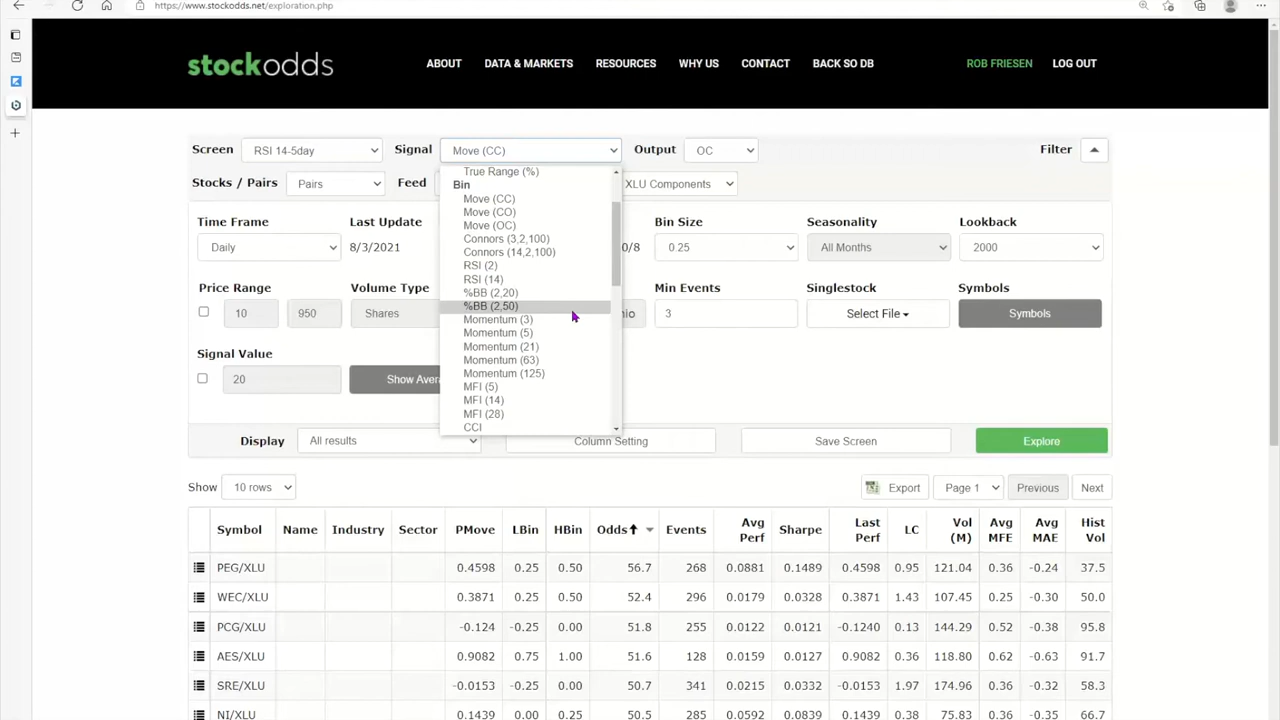 https://www.stockodds.net/exploration.php
stockodds
ABOUT DATA & MARKETS RESOURCES WHY US CONTACT BACK SO DB ROB FRIESEN LOG OUT
Screen RSI 14-5day Signal Move (CC) Output OC Filter
True Range (%)
Stocks / Pairs Pairs Feed XLU Components
Bin
Move (CC)
Move (CO)
Move (OC)
Connors (3,2,100)
Connors (14,2,100)
RSI (2)
RSI (14)
%BB (2,20)
%BB (2,50)
Momentum (3)
Momentum (5)
Momentum (21)
Momentum (63)
Momentum (125)
MFI (5)
MFI (14)
MFI (28)
CCI
Time Frame Last Update Bin Size Seasonality Lookback
Daily 8/3/2021 0/8 0.25 All Months 2000
Price Range Volume Type Min Events Singlestock Symbols
10 950 Shares io 3 Select File Symbols
Signal Value
20 Show Avera
Display All results Column Setting Save Screen Explore
Show 10 rows Export Page 1 Previous Next
Symbol Name Industry Sector PMove LBin HBin Odds Events Avg Perf Sharpe Last Perf LC Vol (M) Avg MFE Avg MAE Hist Vol
PEG/XLU 0.4598 0.25 0.50 56.7 268 0.0881 0.1489 0.4598 0.95 121.04 0.36 -0.24 37.5
WEC/XLU 0.3871 0.25 0.50 52.4 296 0.0179 0.0328 0.3871 1.43 107.45 0.25 -0.30 50.0
PCG/XLU -0.124 -0.25 0.00 51.8 255 0.0122 0.0121 -0.1240 0.13 144.29 0.52 -0.38 95.8
AES/XLU 0.9082 0.75 1.00 51.6 128 0.0159 0.0127 0.9082 0.36 118.80 0.62 -0.63 91.7
SRE/XLU -0.0153 -0.25 0.00 50.7 341 0.0215 0.0332 -0.0153 1.97 174.96 0.36 -0.32 58.3
NI/XLU 0.1439 0.00 0.25 50.5 285 0.0592 0.0832 0.1439 0.38 75.83 0.39 -0.35 66.7